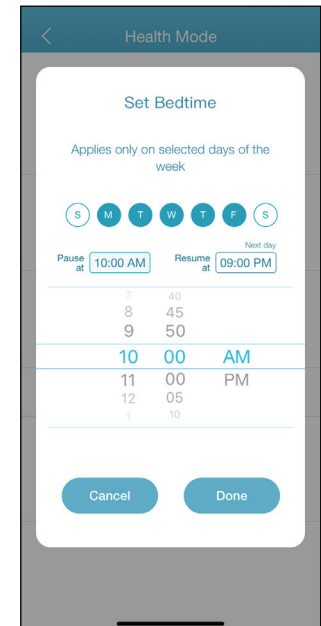 Health Mode
Set Bedtime
Applies only on selected days of the
week
S M T W T F S
Next day
Pause at 10:00 AM Resume at 09:00 PM
7 40
8 45
9 50
10 00 AM
11 00 PM
12 05
1 10
Cancel Done